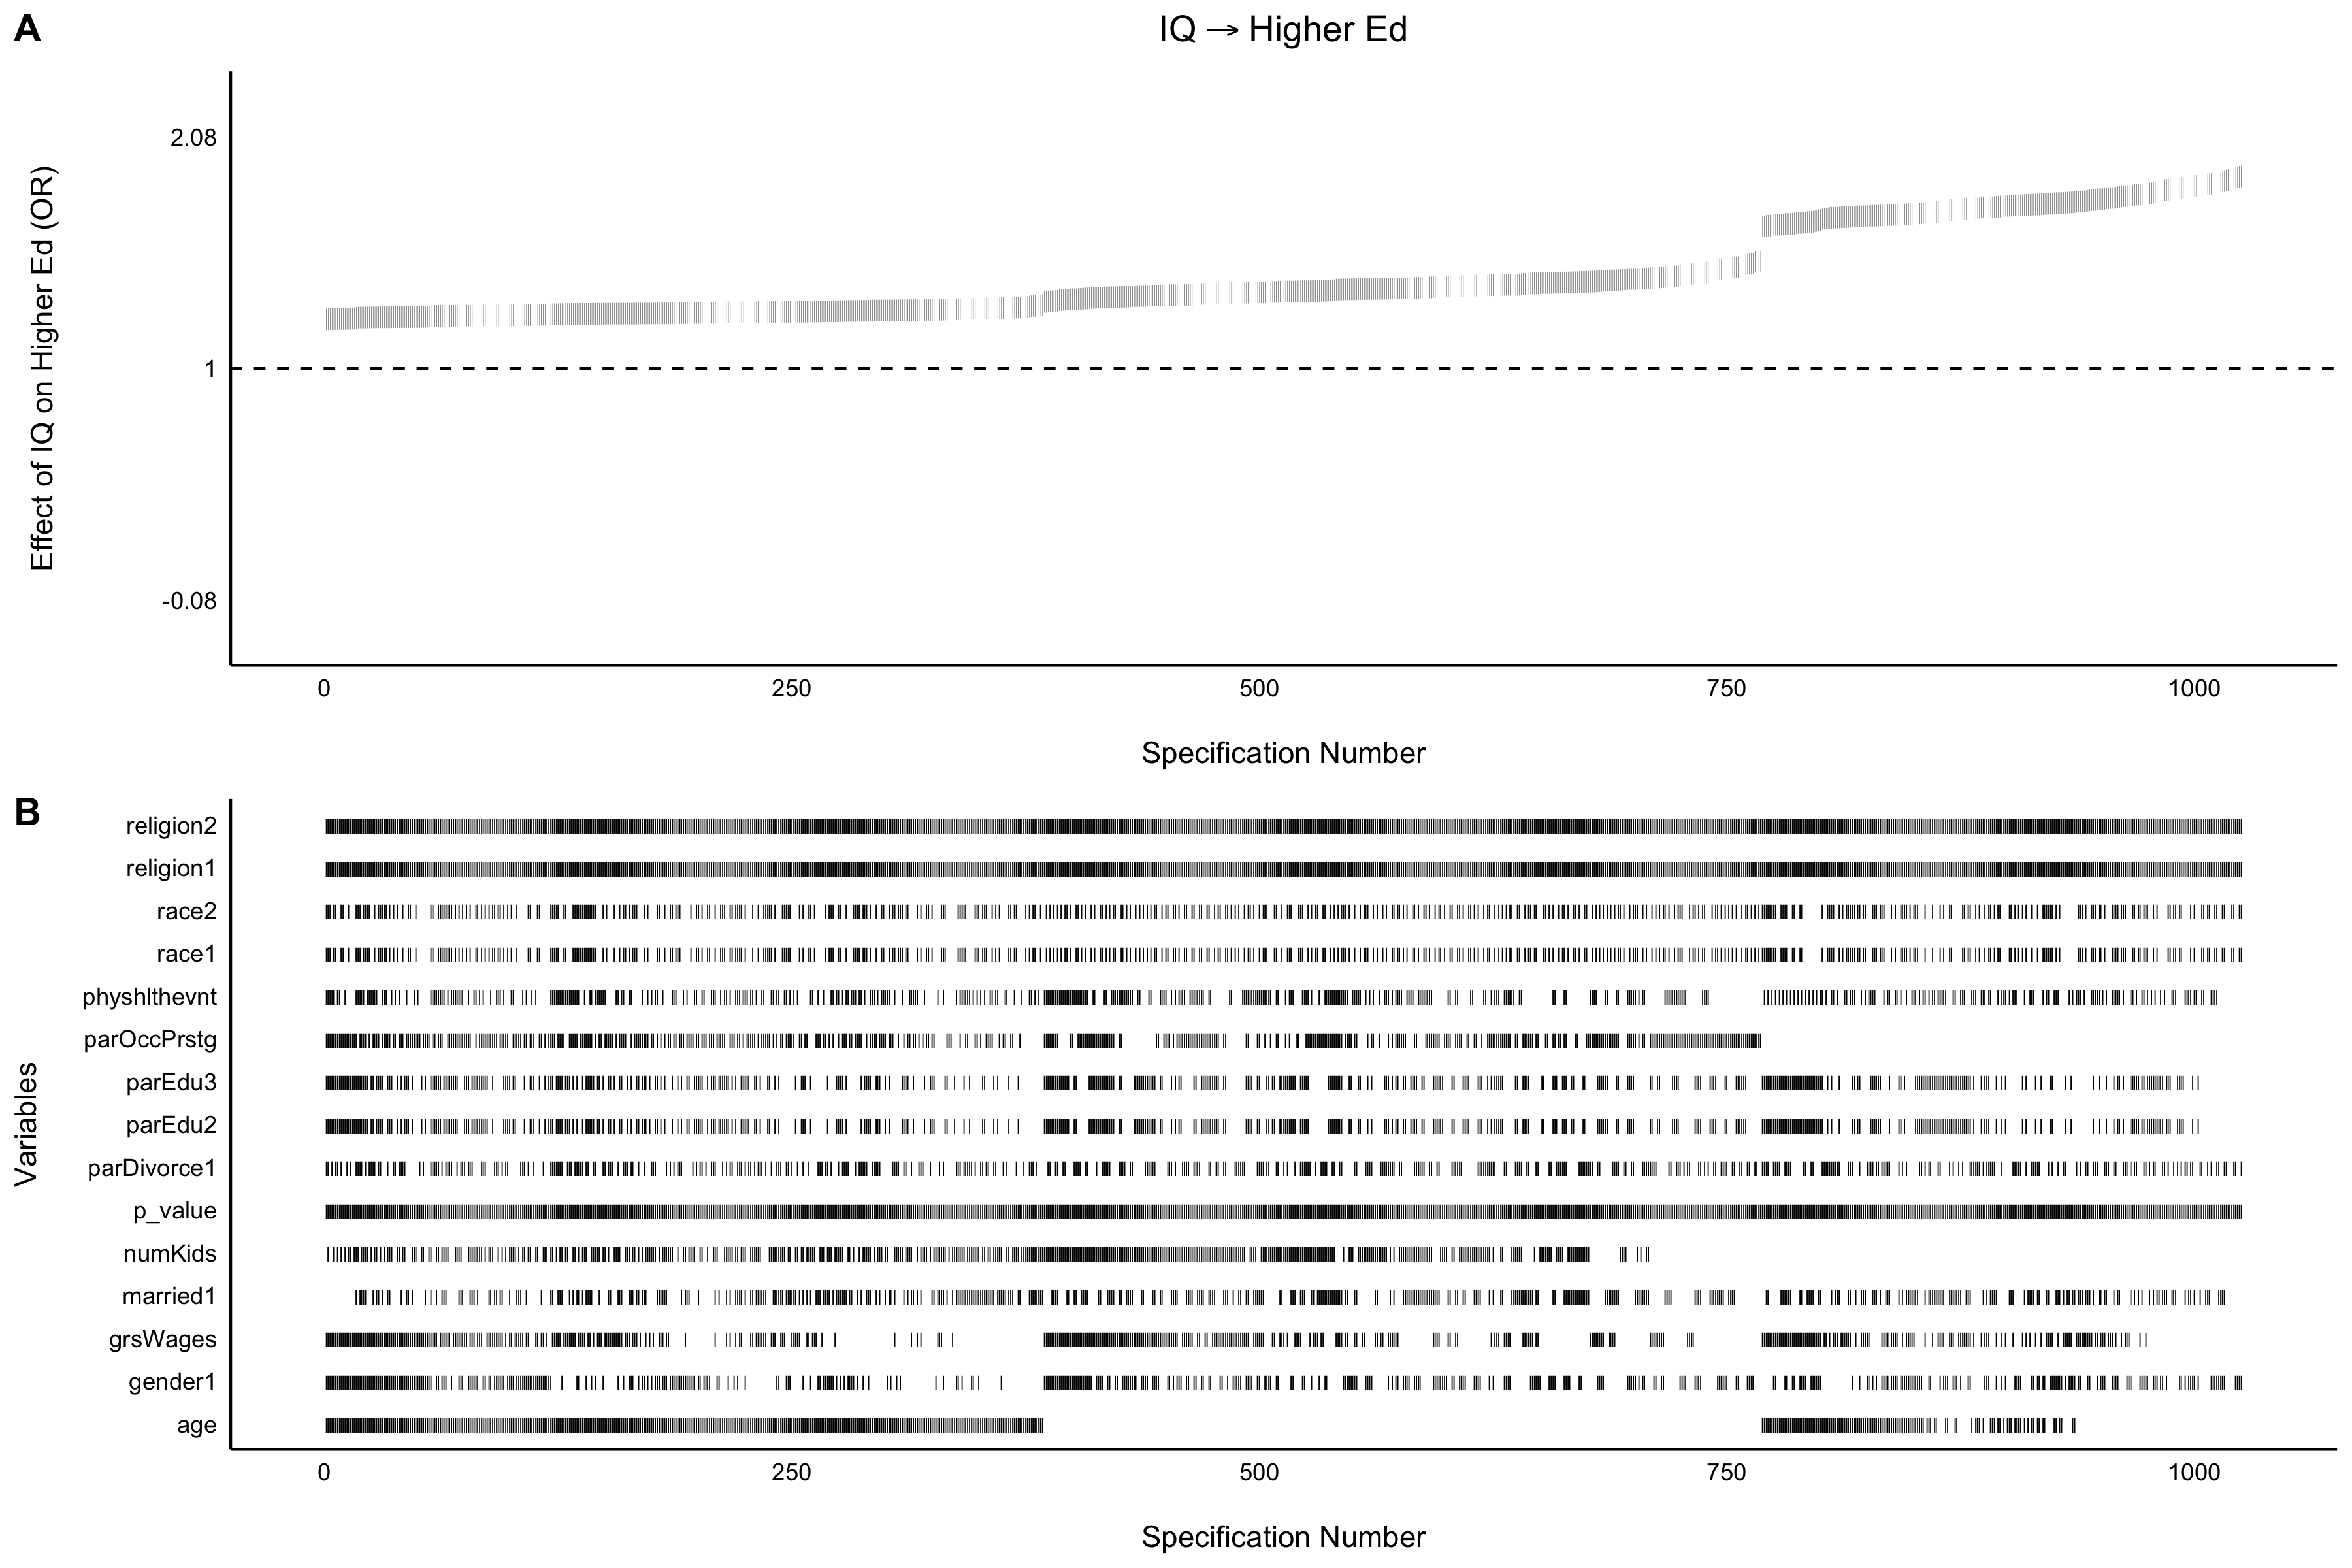 A
IQ → Higher Ed
Effect of IQ on Higher Ed (OR)
2.08
1
-0.08
0 250 500 750 1000
Specification Number
B
Variables
religion2
religion1
race2
race1
physhlthevnt
parOccPrstg
parEdu3
parEdu2
parDivorce1
p_value
numKids
married1
grsWages
gender1
age
0 250 500 750 1000
Specification Number